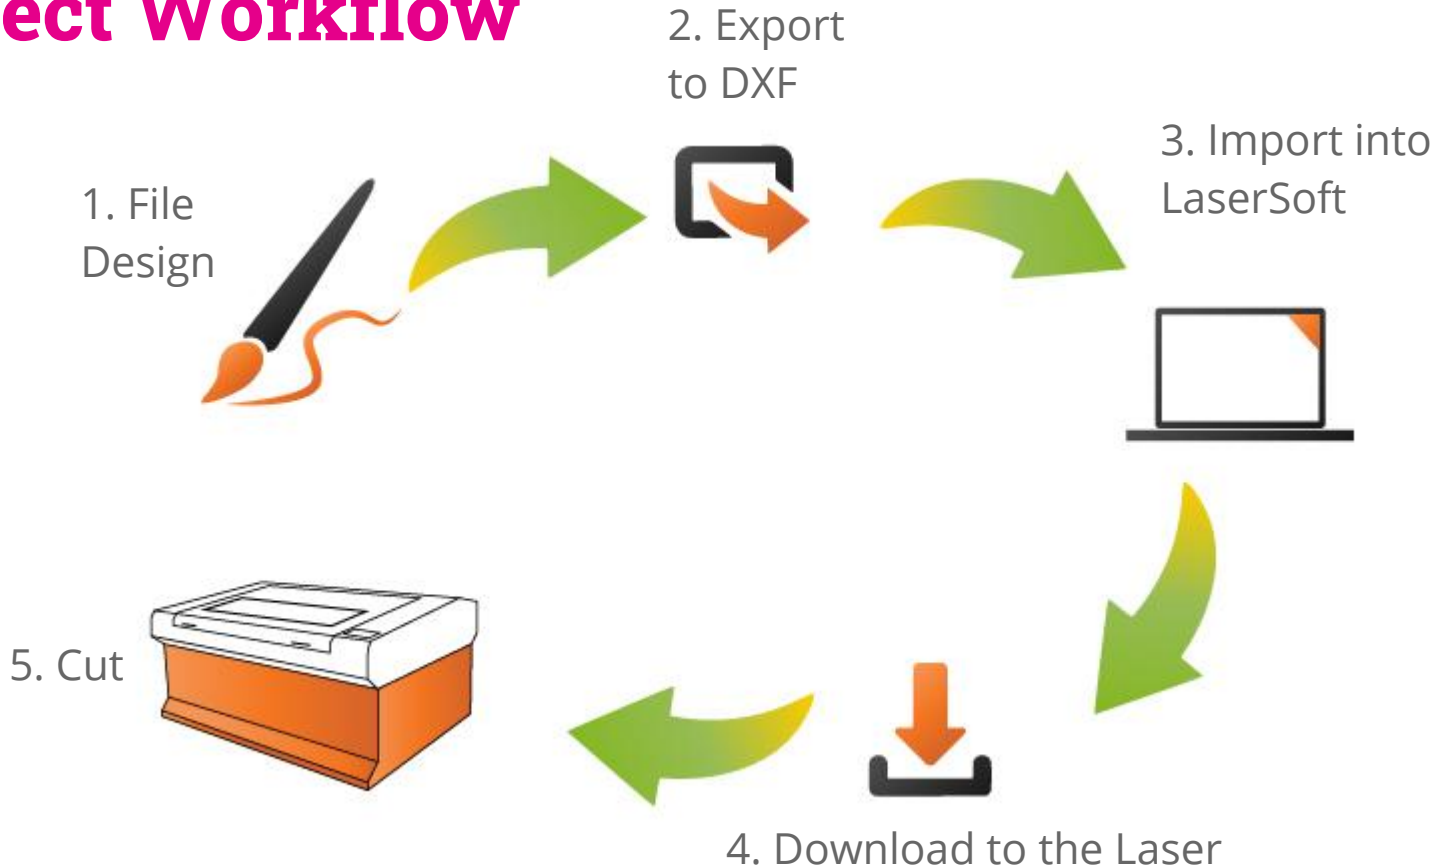 ect Workflow
2. Export
to DXF
3. Import into
LaserSoft
1. File
Design
5. Cut
4. Download to the Laser